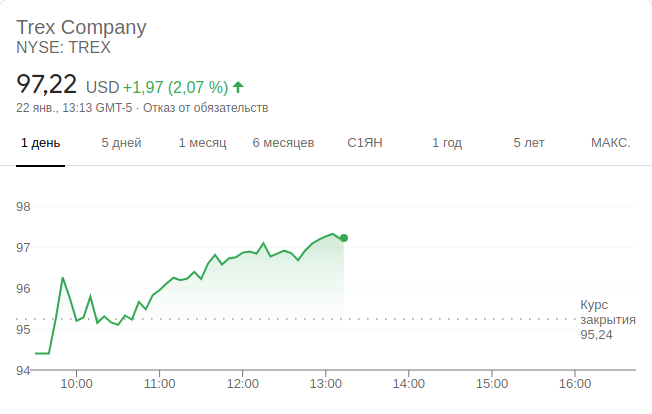 Trex Company
NYSE: TREX
97,22 USD +1,97 (2,07 %)
22 янв., 13:13 GMT-5 · Отказ от обязательств
1 день 5 дней 1 месяц 6 месяцев С1ЯН 1 год 5 лет МАКС.
98
97
96
95
94
Курс
закрытия
95,24
10:00 11:00 12:00 13:00 14:00 15:00 16:00